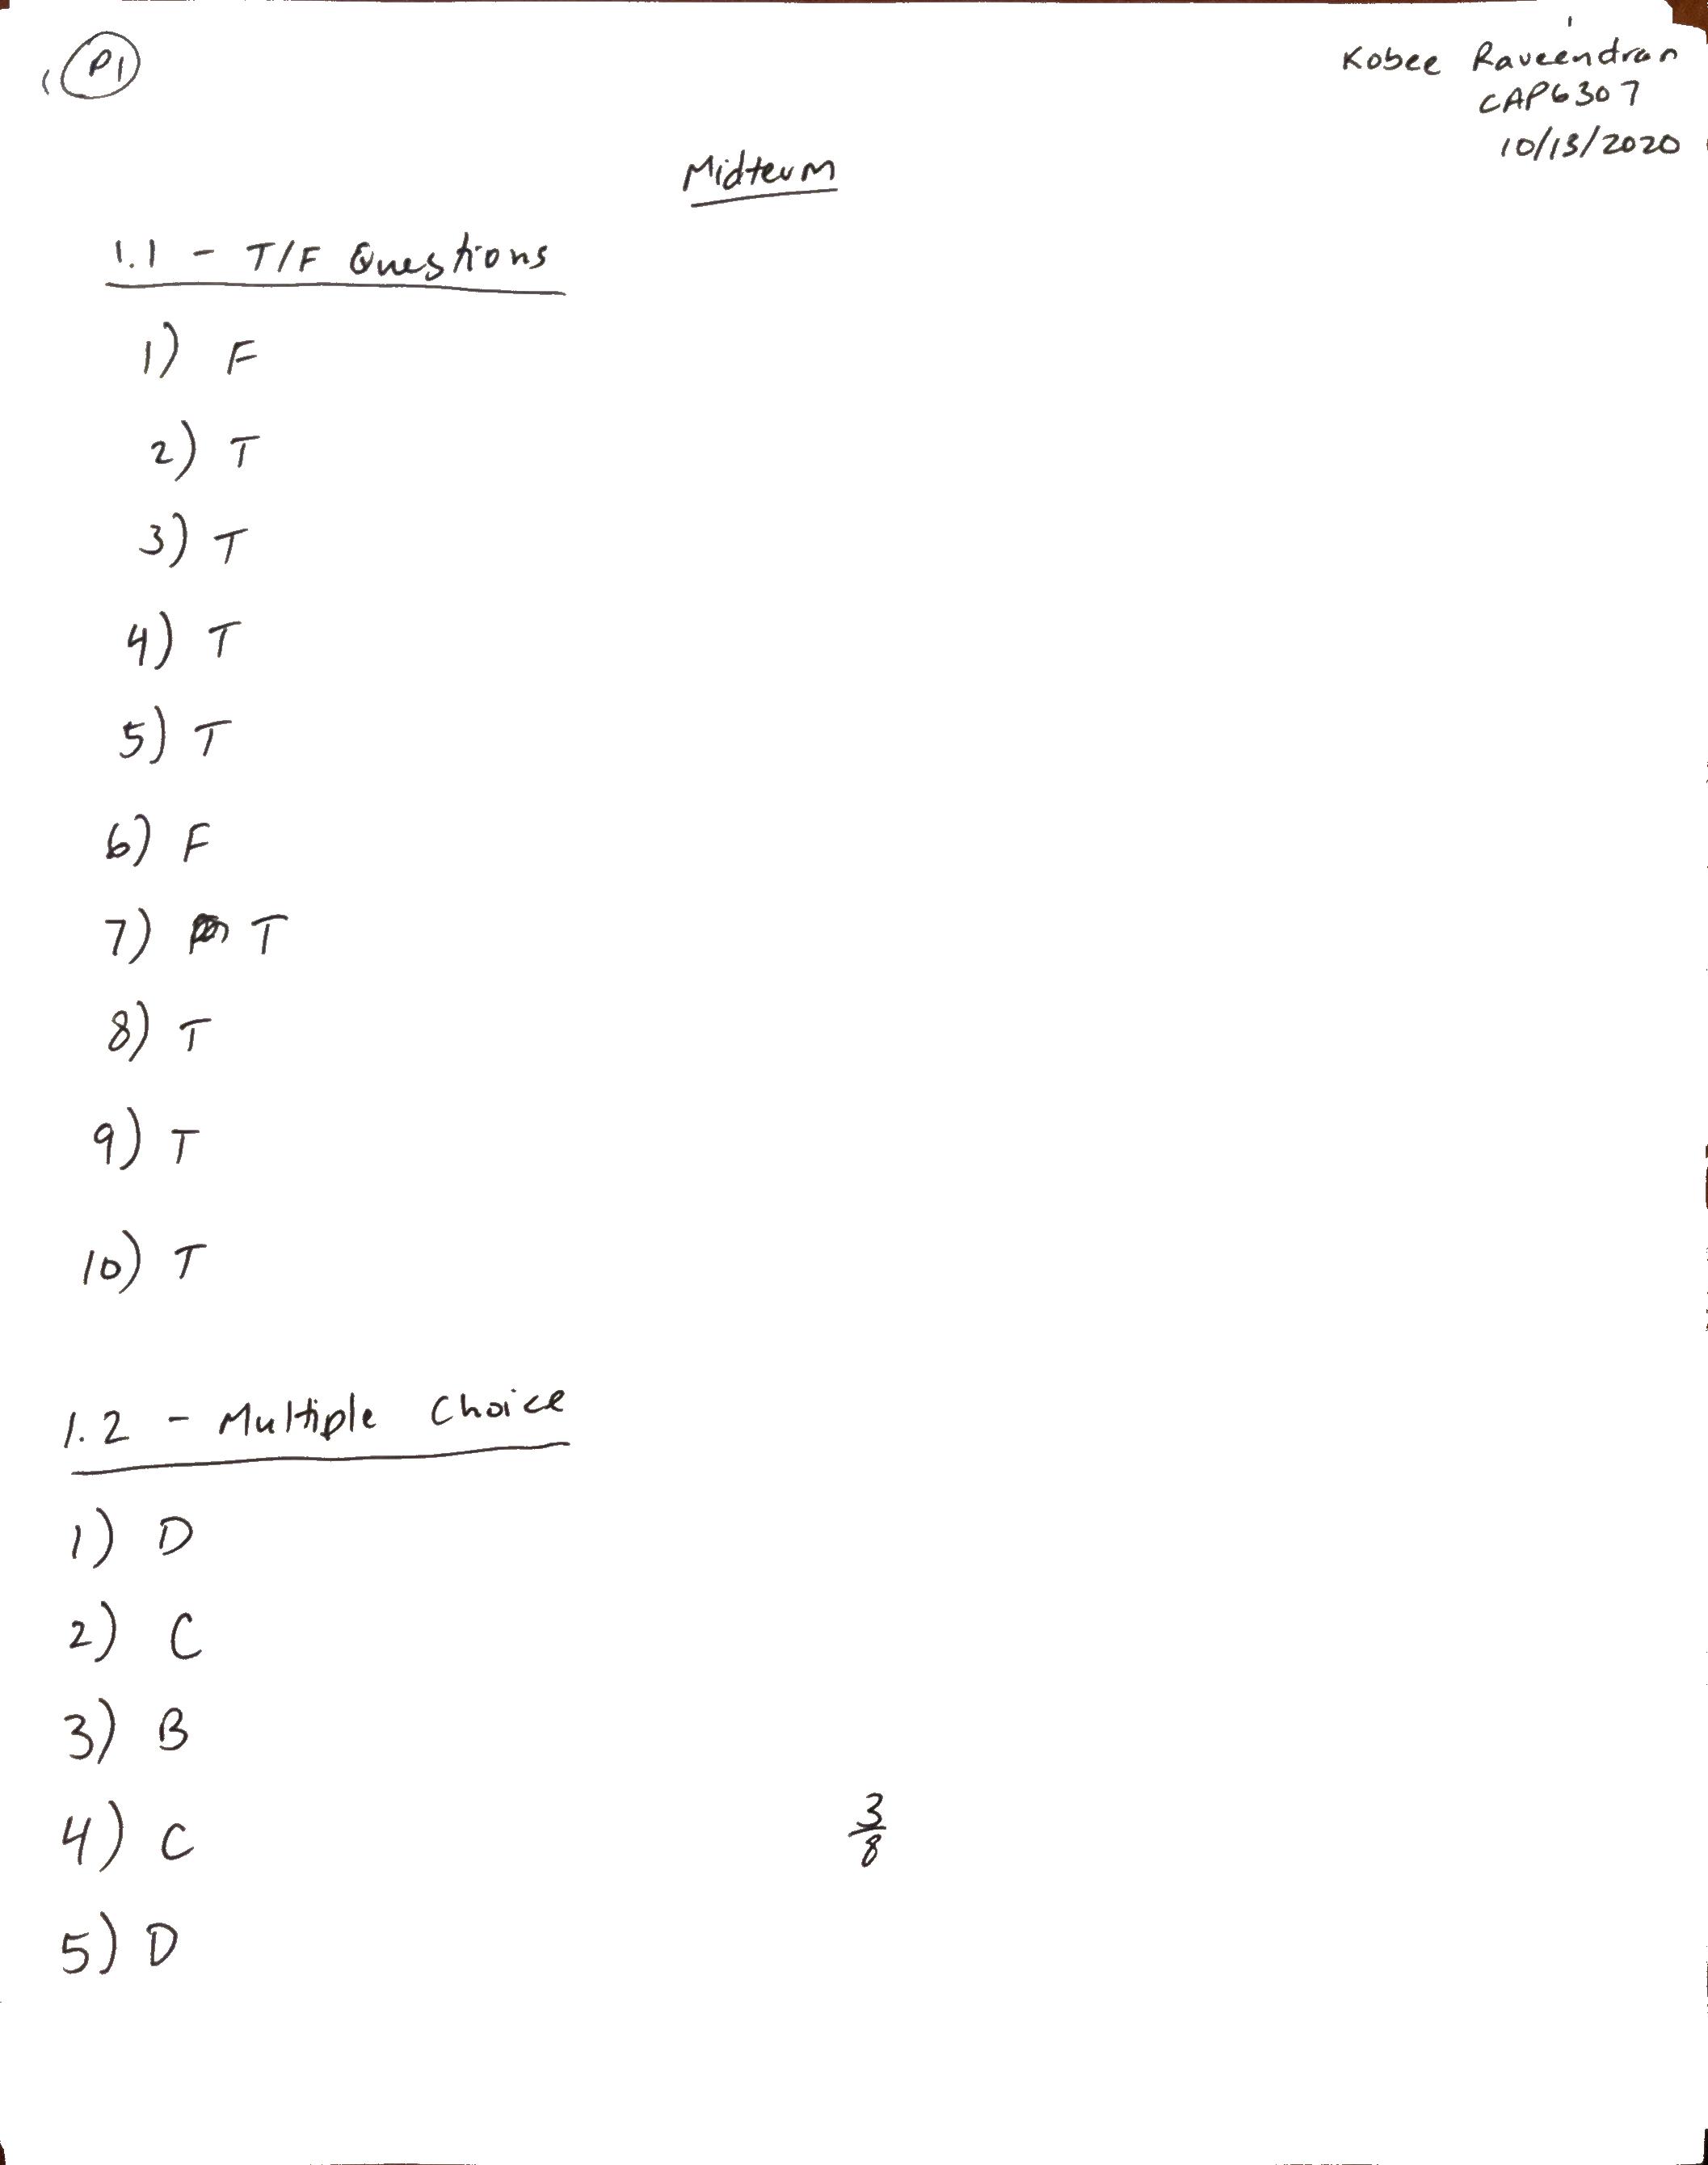 P1
Kobee Raveendran
CAP6307
10/13/2020
Midterm
1.1 - T/F Questions
1) F
2) T
3) T
4) T
5) T
6) F
7) T
8) T
9) T
10) T
1.2 - Multiple Choice
1) D
2) C
3) B
4) C
3/8
5) D